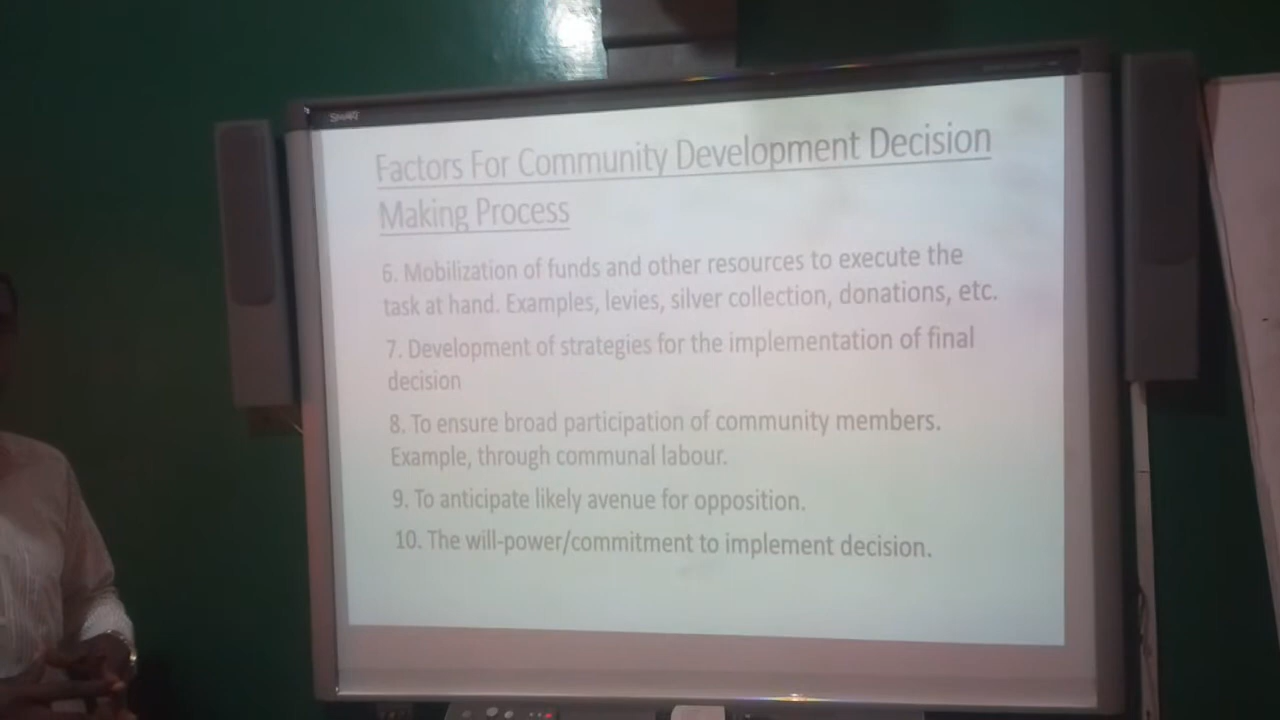 SMART
Factors For Community Development Decision
Making Process
6. Mobilization of funds and other resources to execute the
task at hand. Examples, levies, silver collection, donations, etc.
7. Development of strategies for the implementation of final
decision
8. To ensure broad participation of community members.
Example, through communal labour.
9. To anticipate likely avenue for opposition.
10. The will-power/commitment to implement decision.